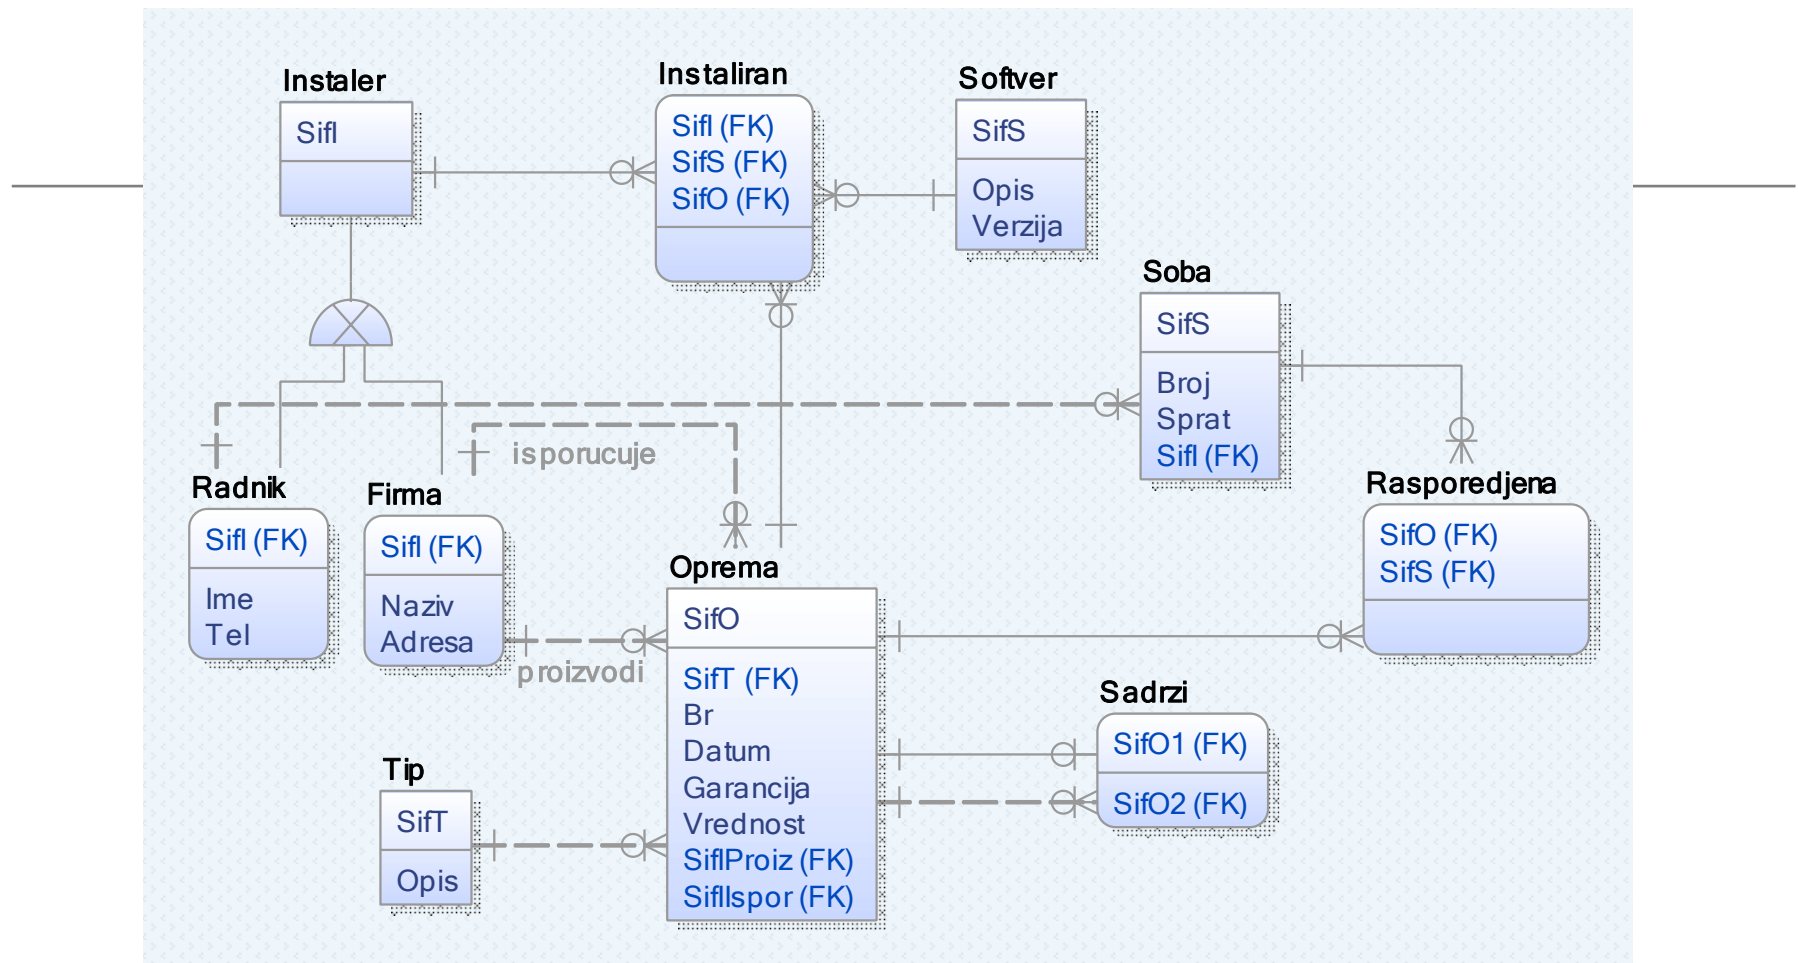 Instaler
SifI
Instaliran
SifI (FK)
SifS (FK)
SifO (FK)
Softver
SifS
Opis
Verzija
Soba
SifS
Broj
Sprat
SifI (FK)
isporucuje
Radnik
SifI (FK)
Ime
Tel
Firma
SifI (FK)
Naziv
Adresa
proizvodi
Oprema
SifO
SifT (FK)
Br
Datum
Garancija
Vrednost
SifIProiz (FK)
SifIIspor (FK)
Rasporedjena
SifO (FK)
SifS (FK)
Sadrzi
SifO1 (FK)
SifO2 (FK)
Tip
SifT
Opis